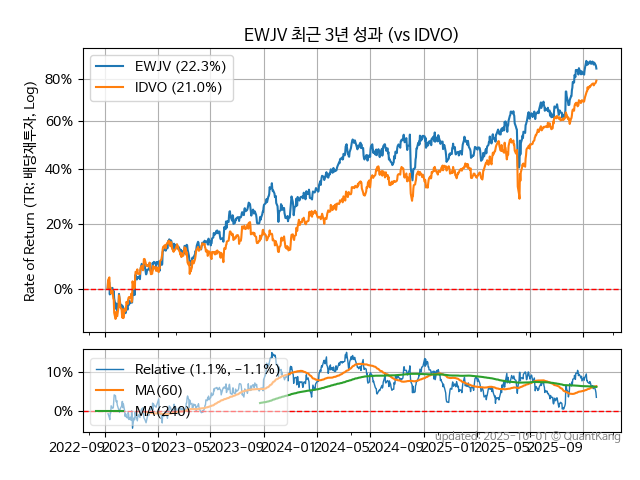 EWJV 최근 3년 성과 (vs IDVO)
Rate of Return (TR: 배당재투자, Log)
80%
60%
40%
20%
0%
EWJV (22.3%)
IDVO (21.0%)
10%
0%
Relative (1.1%, -1.1%)
MA(60)
MA(240)
2022-09
2023-01
2023-05
2023-09
2024-01
2024-05
2024-09
2025-01
2025-05
2025-09
updated: 2025-10-01 © QuantKang